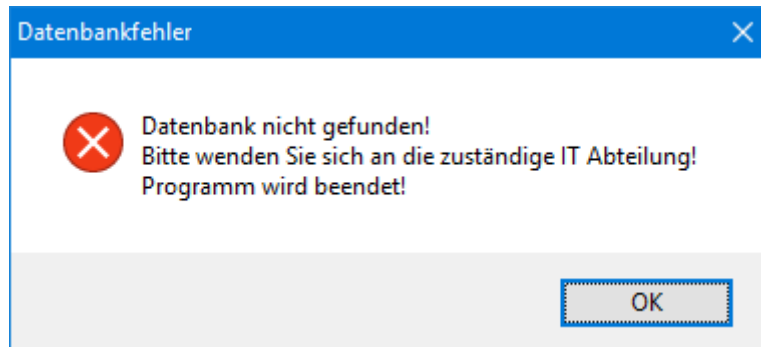 Datenbankfehler
Datenbank nicht gefunden!
Bitte wenden Sie sich an die zuständige IT Abteilung!
Programm wird beendet!
OK